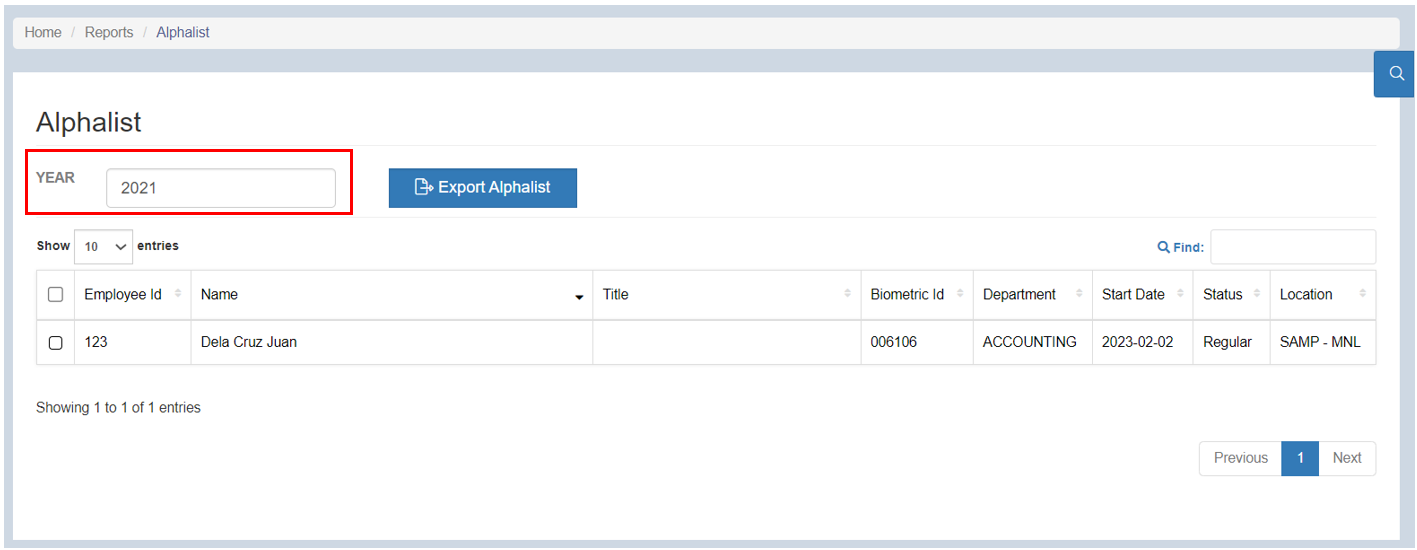 Home / Reports / Alphalist
Alphalist
YEAR 2021 Export Alphalist
Show 10 entries Find:
Employee Id Name Title Biometric Id Department Start Date Status Location
123 Dela Cruz Juan 006106 ACCOUNTING 2023-02-02 Regular SAMP - MNL
Showing 1 to 1 of 1 entries
Previous 1 Next